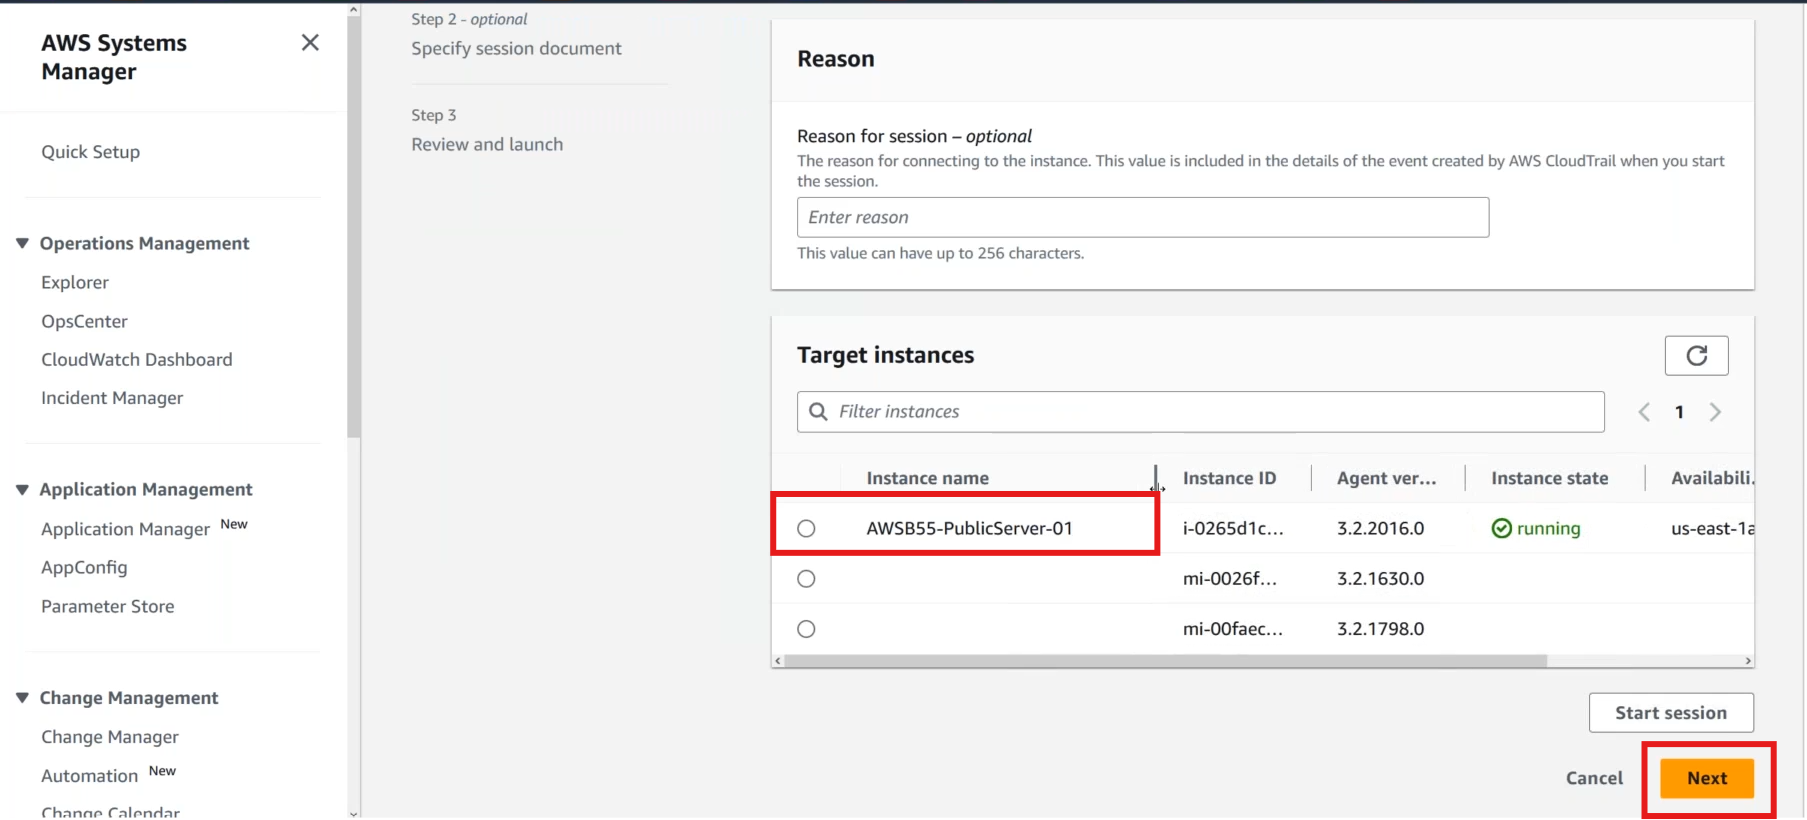 AWS Systems
Manager
Quick Setup
Operations Management
Explorer
OpsCenter
CloudWatch Dashboard
Incident Manager
Application Management
Application Manager New
AppConfig
Parameter Store
Change Management
Change Manager
Automation New
Change Calendar
Step 2 - optional
Specify session document
Step 3
Review and launch
Reason
Reason for session – optional
The reason for connecting to the instance. This value is included in the details of the event created by AWS CloudTrail when you start
the session.
Enter reason
This value can have up to 256 characters.
Target instances
Filter instances
1
Instance name Instance ID Agent ver... Instance state Availabili.
AWSB55-PublicServer-01 i-0265d1c... 3.2.2016.0 running us-east-1a
mi-0026f... 3.2.1630.0
mi-00faec... 3.2.1798.0
Start session
Cancel Next